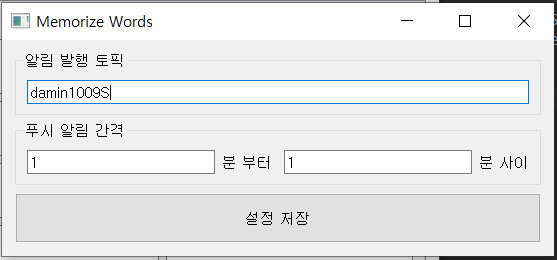 Memorize Words
알림 발행 토픽
damin1009S
푸시 알림 간격
1 분 부터 1 분 사이
설정 저장